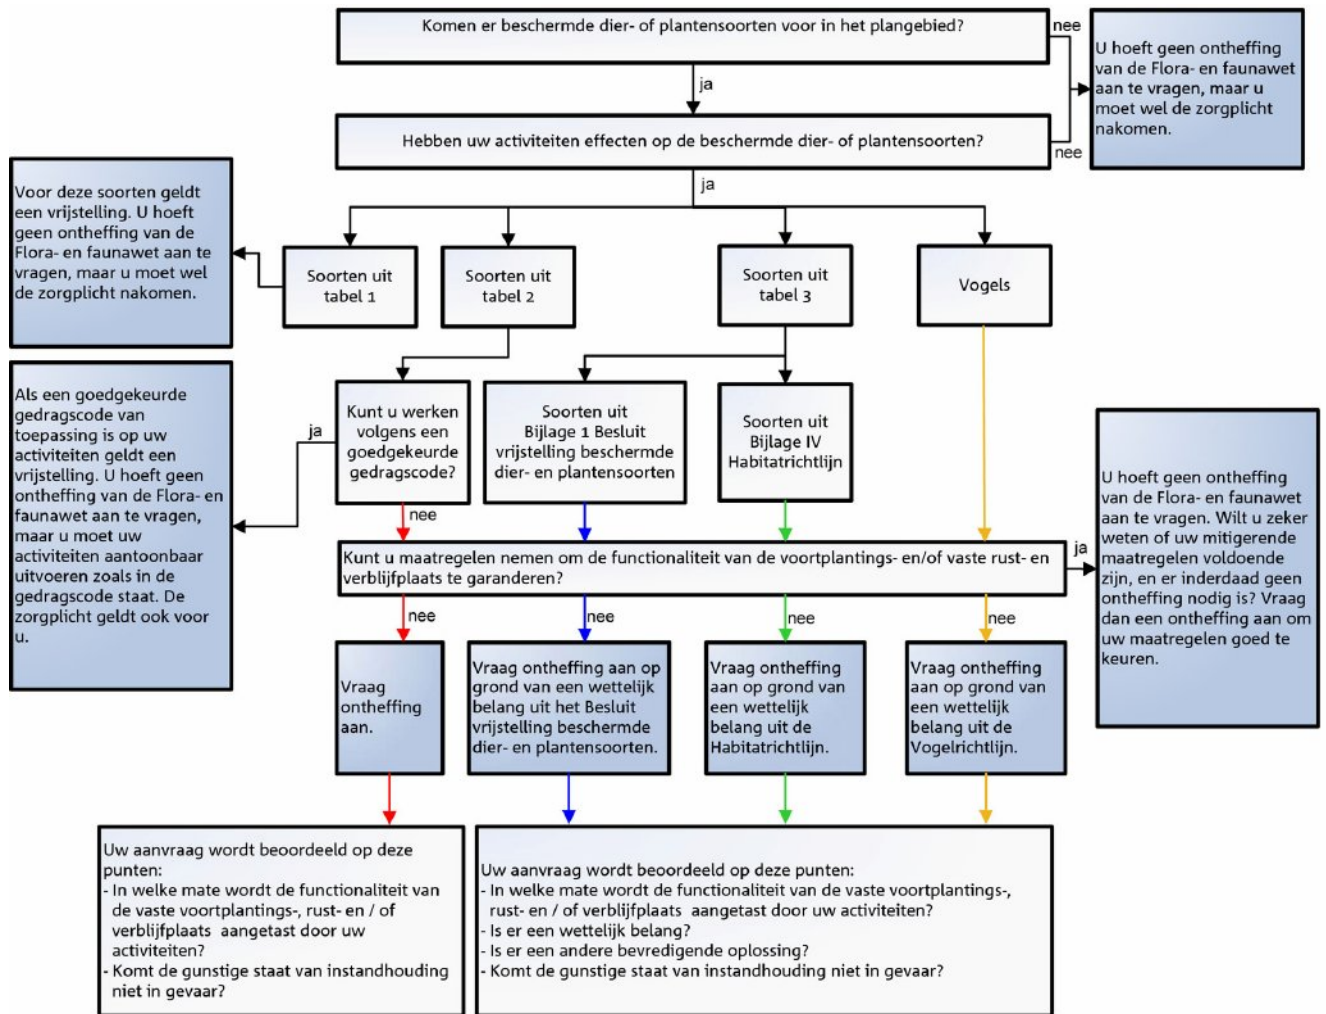 Komen er beschermde dier- of plantensoorten voor in het plangebied?
nee
U hoeft geen ontheffing
van de Flora- en faunawet
aan te vragen, maar u
moet wel de zorgplicht
nakomen.
ja
Hebben uw activiteiten effecten op de beschermde dier- of plantensoorten?
nee
ja
Voor deze soorten geldt
een vrijstelling. U hoeft
geen ontheffing van de
Flora- en faunawet aan te
vragen, maar u moet wel
de zorgplicht nakomen.
Soorten uit
tabel 1
Soorten uit
tabel 2
Soorten uit
tabel 3
Vogels
Als een goedgekeurde
gedragscode van
toepassing is op uw
activiteiten geldt een
vrijstelling. U hoeft geen
ontheffing van de Flora- en
faunawet aan te vragen,
maar u moet uw
activiteiten aantoonbaar
uitvoeren zoals in de
gedragscode staat. De
zorgplicht geldt ook voor
u.
ja
Kunt u werken
volgens een
goedgekeurde
gedragscode?
Soorten uit
Bijlage 1 Besluit
vrijstelling beschermde
dier- en plantensoorten
Soorten uit
Bijlage IV
Habitatrichtlijn
nee
Kunt u maatregelen nemen om de functionaliteit van de voortplantings- en/of vaste rust- en
verblijfplaats te garanderen?
ja
U hoeft geen ontheffing
van de Flora- en faunawet
aan te vragen. Wilt u zeker
weten of uw mitigerende
maatregelen voldoende
zijn, en er inderdaad geen
ontheffing nodig is? Vraag
dan een ontheffing aan om
uw maatregelen goed te
keuren.
nee
nee
nee
nee
Vraag
ontheffing
aan.
Vraag ontheffing aan op
grond van een wettelijk
belang uit het Besluit
vrijstelling beschermde
dier- en plantensoorten.
Vraag ontheffing
aan op grond van
een wettelijk
belang uit de
Habitatrichtlijn.
Vraag ontheffing
aan op grond van
een wettelijk
belang uit de
Vogelrichtlijn.
Uw aanvraag wordt beoordeeld op deze
punten:
- In welke mate wordt de functionaliteit van
de vaste voortplantings-, rust- en / of
verblijfplaats aangetast door uw
activiteiten?
- Komt de gunstige staat van instandhouding
niet in gevaar?
Uw aanvraag wordt beoordeeld op deze punten:
- In welke mate wordt de functionaliteit van de vaste voortplantings-,
rust- en / of verblijfplaats aangetast door uw activiteiten?
- Is er een wettelijk belang?
- Is er een andere bevredigende oplossing?
- Komt de gunstige staat van instandhouding niet in gevaar?